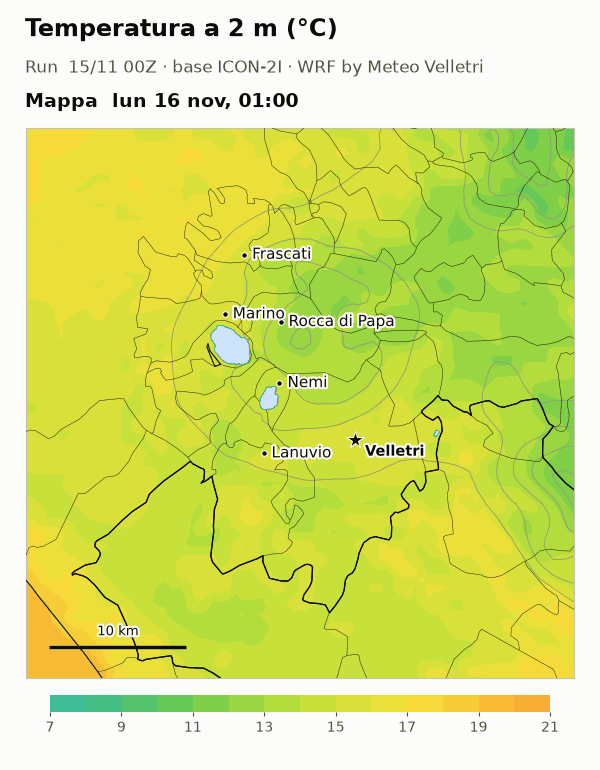 Temperatura a 2 m (°C)
Run  15/11 00Z · base ICON-2I · WRF by Meteo Velletri
Mappa  lun 16 nov, 01:00
Frascati
Marino
Rocca di Papa
Nemi
Velletri
Lanuvio
10 km
7 9 11 13 15 17 19 21